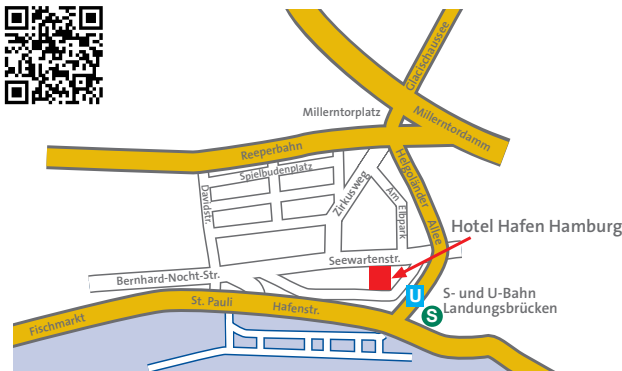 Glacischaussee
Millerntorplatz
Millerntordamm
Reeperbahn
Spielbudenplatz
Helgoländer
Allee
Zirkusweg
Am
Elbpark
Davidstr.
Hotel Hafen Hamburg
Seewartenstr.
Bernhard-Nocht-Str.
U
S- und U-Bahn
Landungsbrücken
S
St. Pauli
Hafenstr.
Fischmarkt